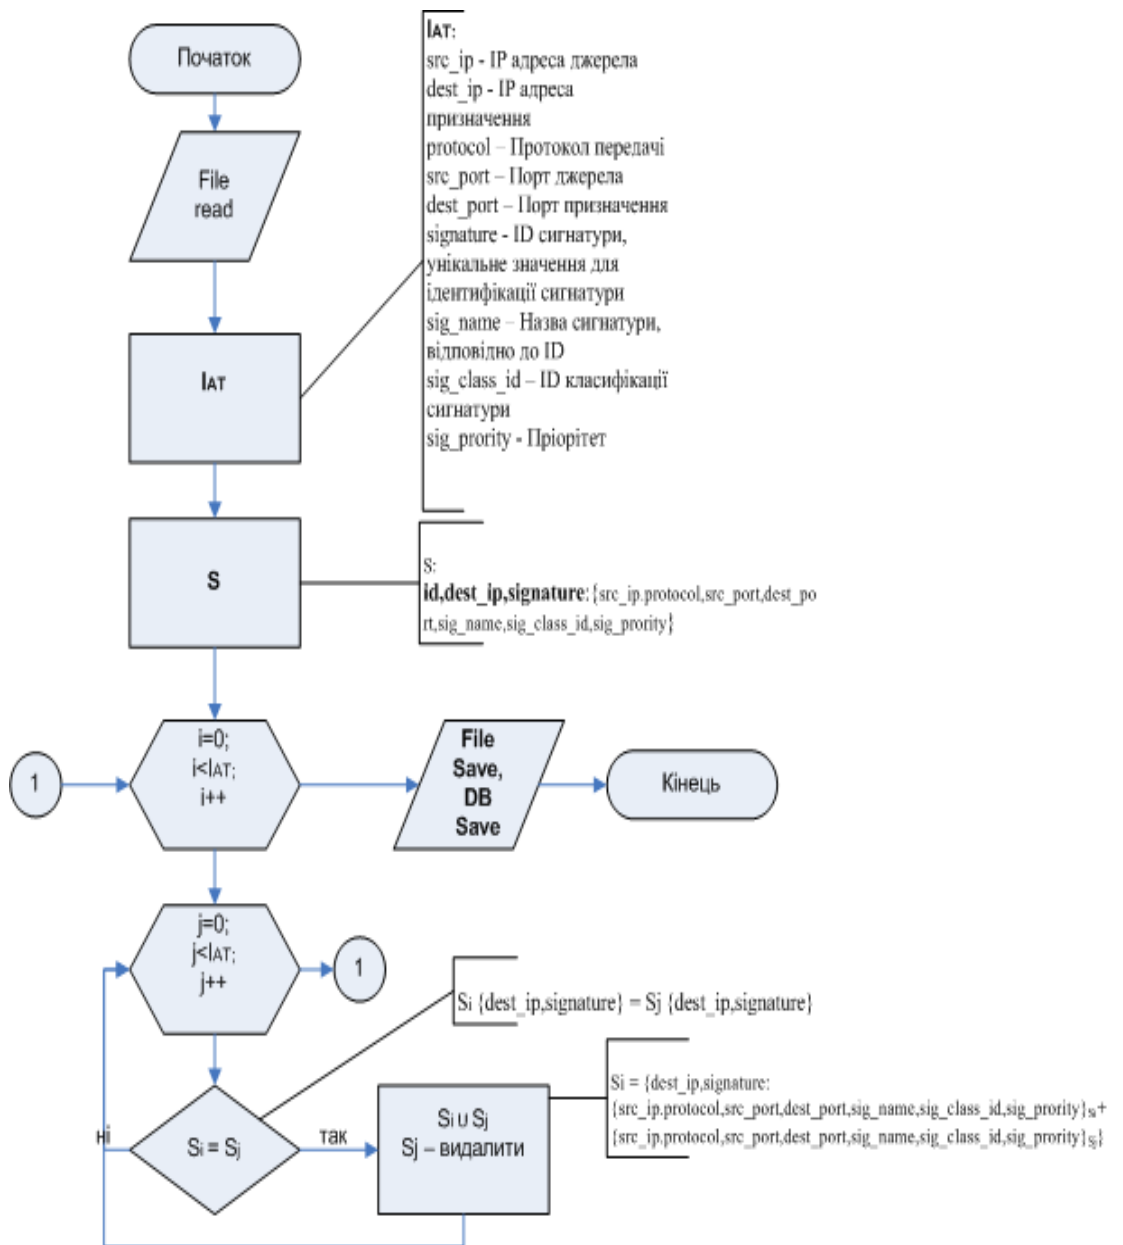 Початок
File
read
IАТ
IАТ:
src_ip - IP адреса джерела
dest_ip - IP адреса
призначення
protocol – Протокол передачі
src_port – Порт джерела
dest_port – Порт призначення
signature - ID сигнатури,
унікальне значення для
ідентифікації сигнатури
sig_name – Назва сигнатури,
відповідно до ID
sig_class_id – ID класифікації
сигнатури
sig_prority - Пріорітет
S
S:
id,dest_ip,signature:{src_ip.protocol,src_port,dest_po
rt,sig_name,sig_class_id,sig_prority}
1
i=0;
i<IАТ;
i++
File
Save,
DB
Save
Кінець
j=0;
j<IАТ;
j++
1
Si {dest_ip,signature} = Sj {dest_ip,signature}
Si = Sj
ні
так
Si ∪ Sj
Sj – видалити
Si = {dest_ip,signature:
{src_ip.protocol,src_port,dest_port,sig_name,sig_class_id,sig_prority}Si+
{src_ip.protocol,src_port,dest_port,sig_name,sig_class_id,sig_prority}Sj}